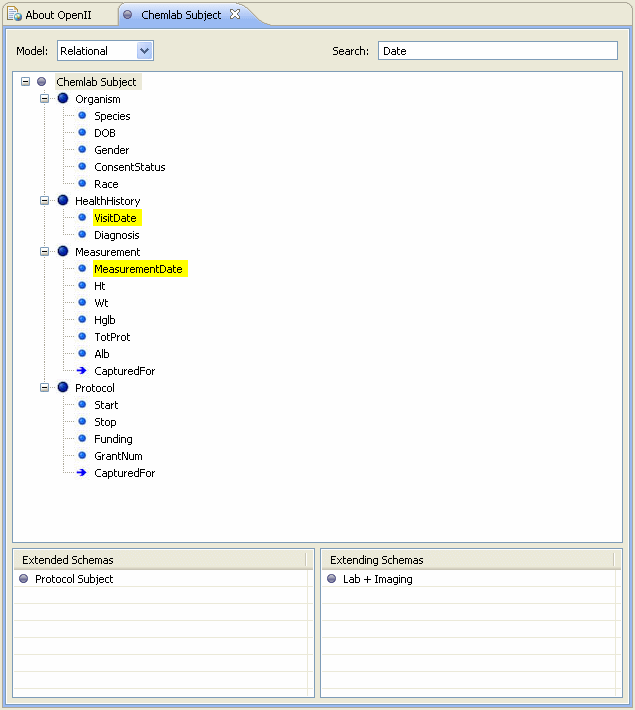 About OpenII
Chemlab Subject
Model: Relational
Search: Date
Chemlab Subject
Organism
Species
DOB
Gender
ConsentStatus
Race
HealthHistory
VisitDate
Diagnosis
Measurement
MeasurementDate
Ht
Wt
Hglb
TotProt
Alb
CapturedFor
Protocol
Start
Stop
Funding
GrantNum
CapturedFor
Extended Schemas
Protocol Subject
Extending Schemas
Lab + Imaging